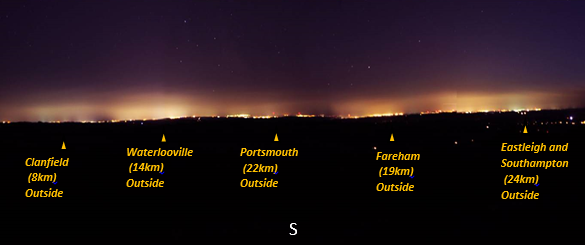 Clanfield
(8km)
Outside
Waterlooville
(14km)
Outside
Portsmouth
(22km)
Outside
Fareham
(19km)
Outside
Eastleigh and
Southampton
(24km)
Outside
S